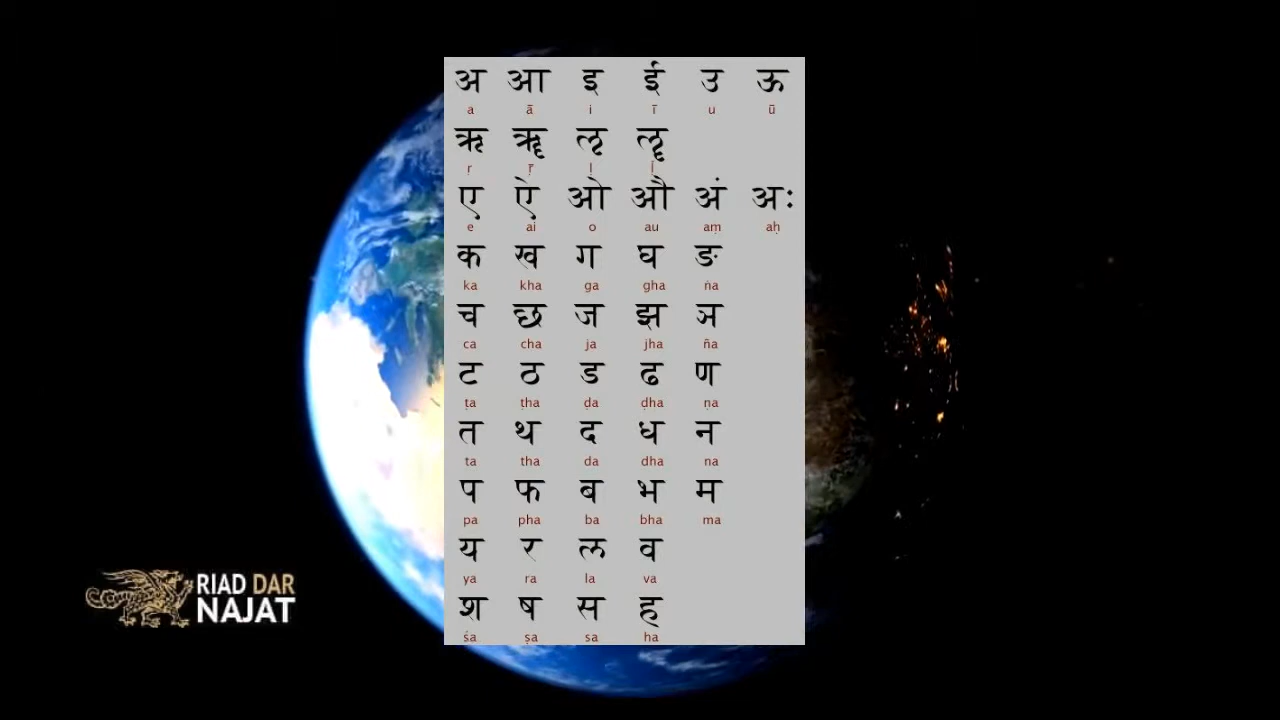 अ आ इ ई उ ऊ
a ā i ī u ū
ऋ ॠ ऌ ॡ
ṛ ṝ ḷ ḹ
ए ऐ ओ औ अं अः
e ai o au aṃ aḥ
क ख ग घ ङ
ka kha ga gha ṅa
च छ ज झ ञ
ca cha ja jha ña
ट ठ ड ढ ण
ṭa ṭha ḍa ḍha ṇa
त थ द ध न
ta tha da dha na
प फ ब भ म
pa pha ba bha ma
य र ल व
ya ra la va
श ष स ह
śa ṣa sa ha
RIAD DAR
NAJAT